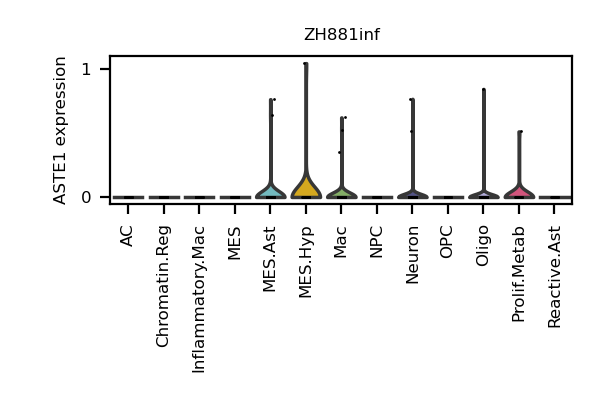 ZH881inf
ASTE1 expression
1
0
AC
Chromatin.Reg
Inflammatory.Mac
MES
MES.Ast
MES.Hyp
Mac
NPC
Neuron
OPC
Oligo
Prolif.Metab
Reactive.Ast